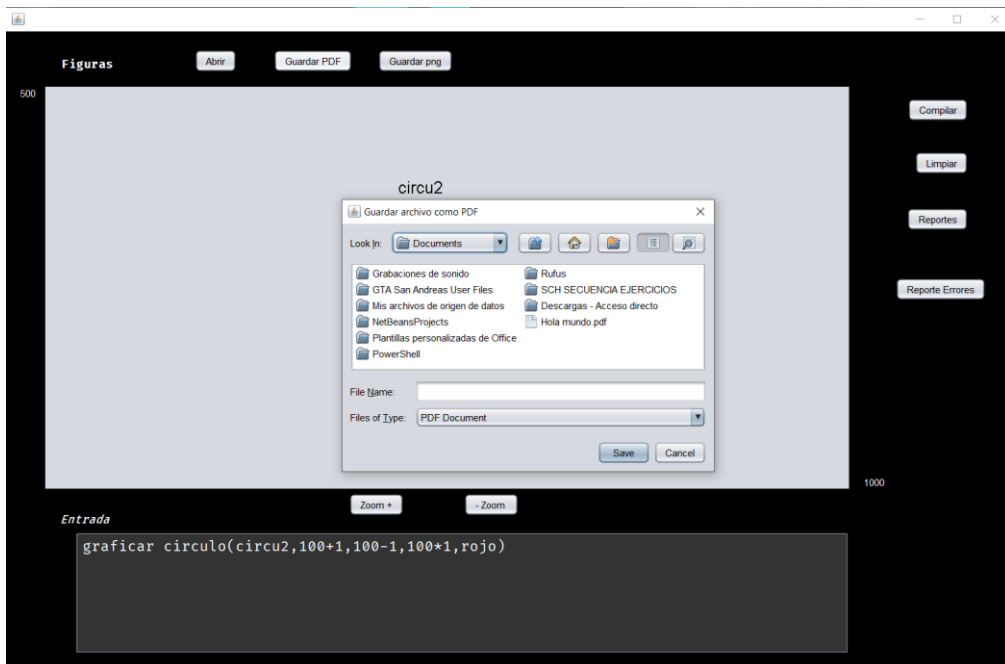 Figuras
Abrir
Guardar PDF
Guardar png
500
Compilar
Limpiar
Reportes
Reporte Errores
circu2
Guardar archivo como PDF
Look In: Documents
Grabaciones de sonido
GTA San Andreas User Files
Mis archivos de origen de datos
NetBeansProjects
Plantillas personalizadas de Office
PowerShell
Rufus
SCH SECUENCIA EJERCICIOS
Descargas - Acceso directo
Hola mundo.pdf
File Name:
Files of Type: PDF Document
Save
Cancel
1000
Zoom +
- Zoom
Entrada
graficar circulo(circu2,100+1,100-1,100*1,rojo)